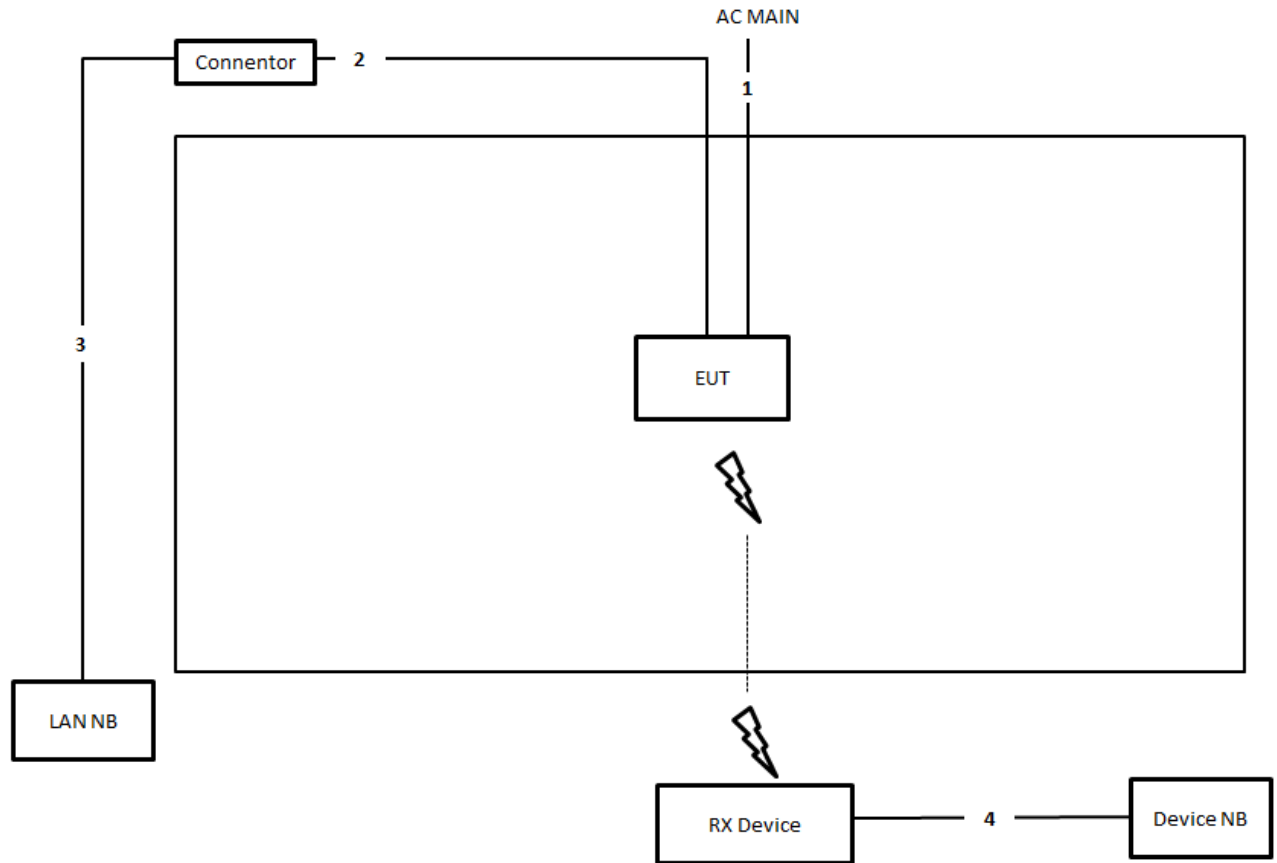 AC MAIN
Connentor
2
1
3
EUT
LAN NB
RX Device
4
Device NB